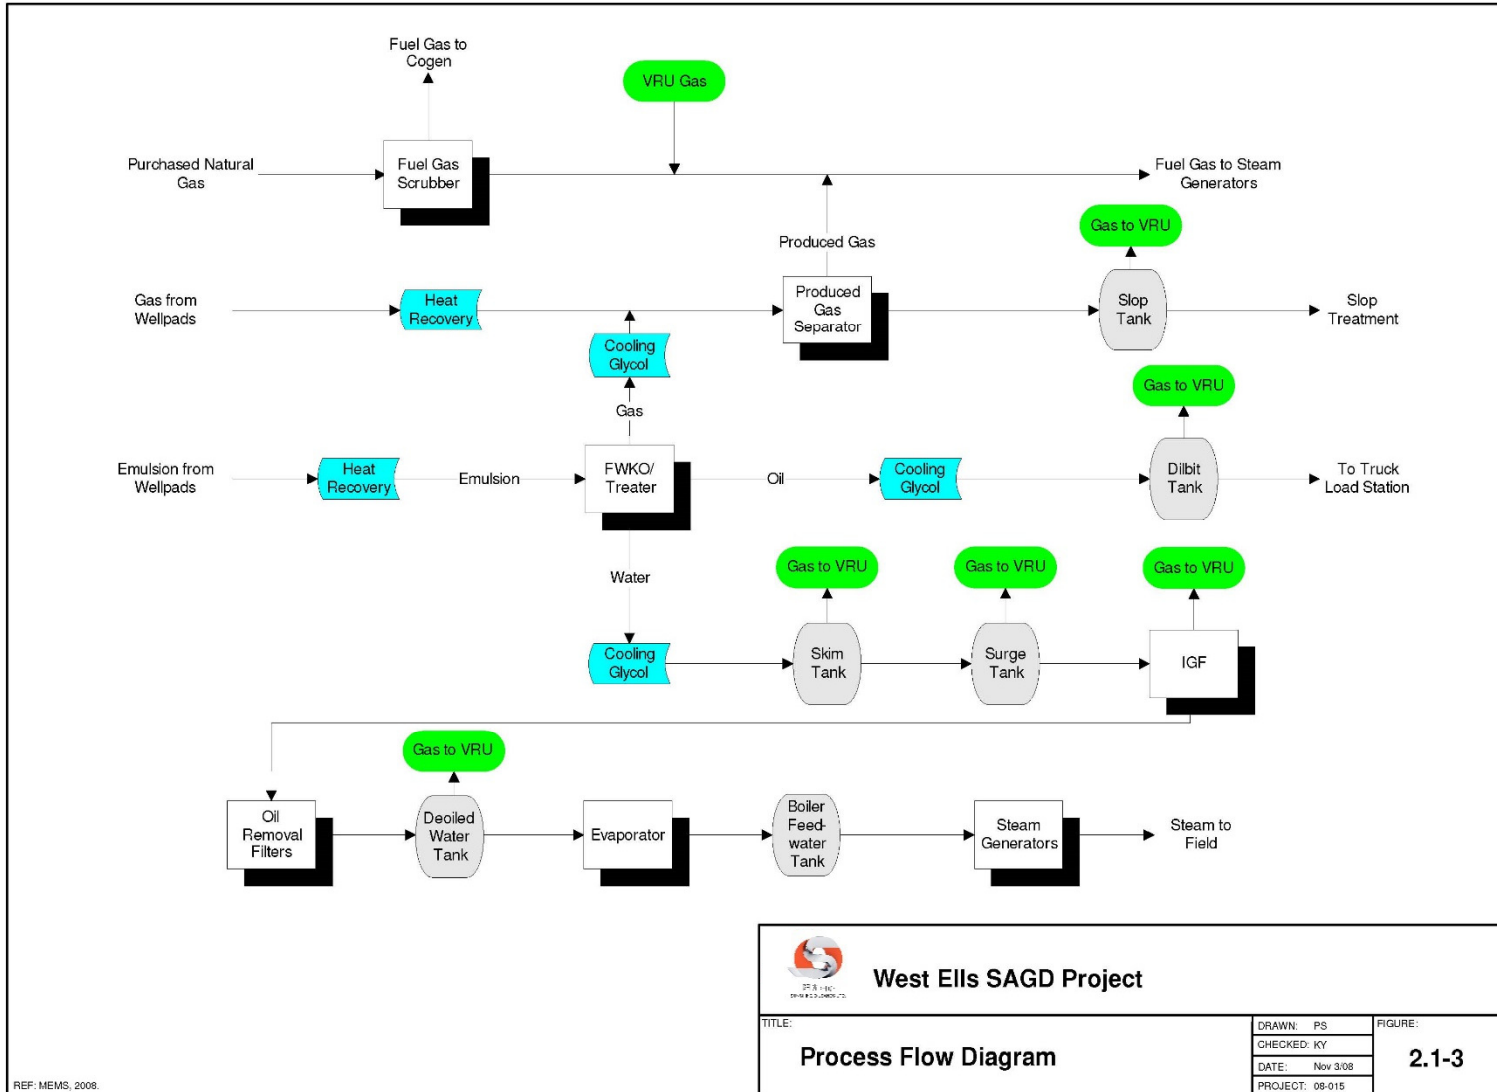 Fuel Gas to
Cogen
VRU Gas
Purchased Natural
Gas
Fuel Gas
Scrubber
Fuel Gas to Steam
Generators
Gas to VRU
Produced Gas
Gas from
Wellpads
Heat
Recovery
Cooling
Glycol
Produced
Gas
Separator
Slop
Tank
Slop
Treatment
Gas to VRU
Gas
Emulsion from
Wellpads
Heat
Recovery
Emulsion
FWKO/
Treater
Oil
Cooling
Glycol
Dilbit
Tank
To Truck
Load Station
Water
Gas to VRU
Gas to VRU
Gas to VRU
Cooling
Glycol
Skim
Tank
Surge
Tank
IGF
Gas to VRU
Oil
Removal
Filters
Deoiled
Water
Tank
Evaporator
Boiler
Feed-
water
Tank
Steam
Generators
Steam to
Field
West Ells SAGD Project
TITLE:
Process Flow Diagram
DRAWN: PS
CHECKED: KY
DATE: Nov 3/08
PROJECT: 08-015
FIGURE:
2.1-3
REF: MEMS, 2008.